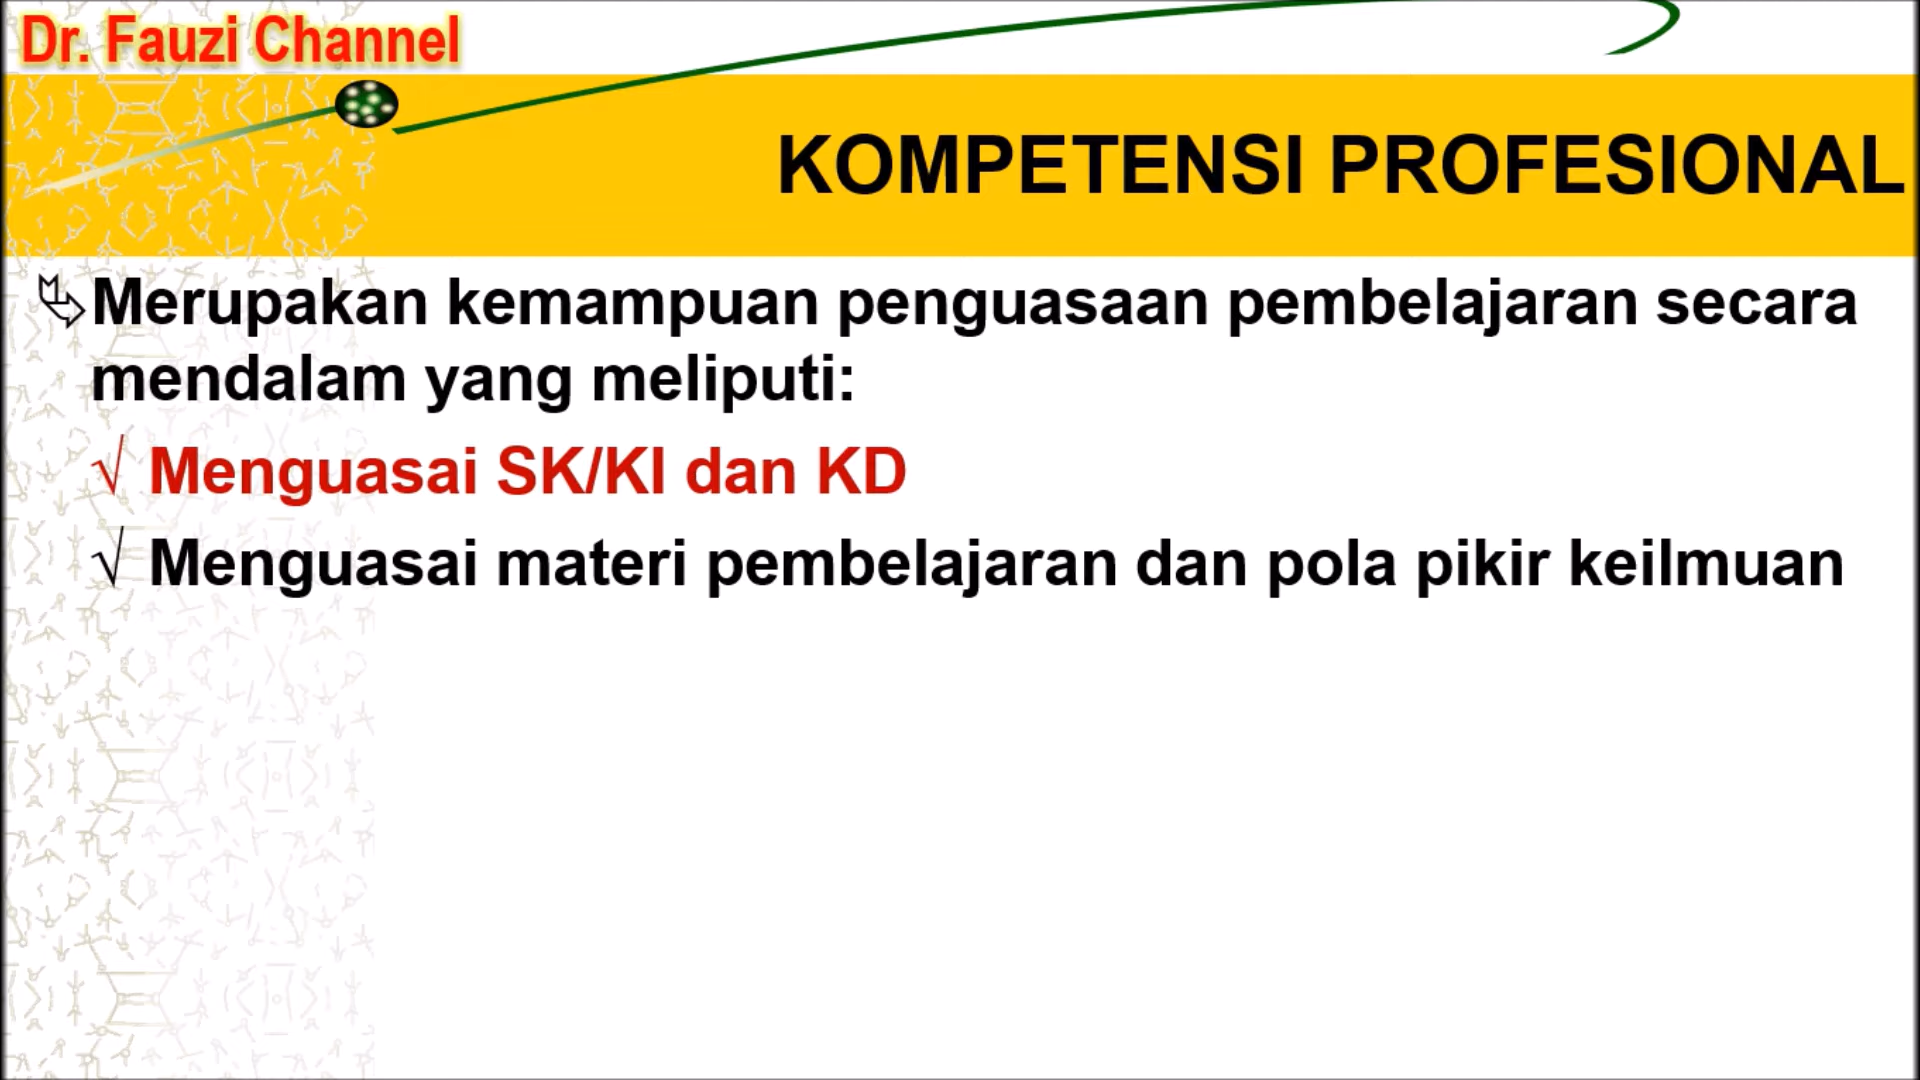 Dr. Fauzi Channel
KOMPETENSI PROFESIONAL
Merupakan kemampuan penguasaan pembelajaran secara
mendalam yang meliputi:
√ Menguasai SK/KI dan KD
√ Menguasai materi pembelajaran dan pola pikir keilmuan